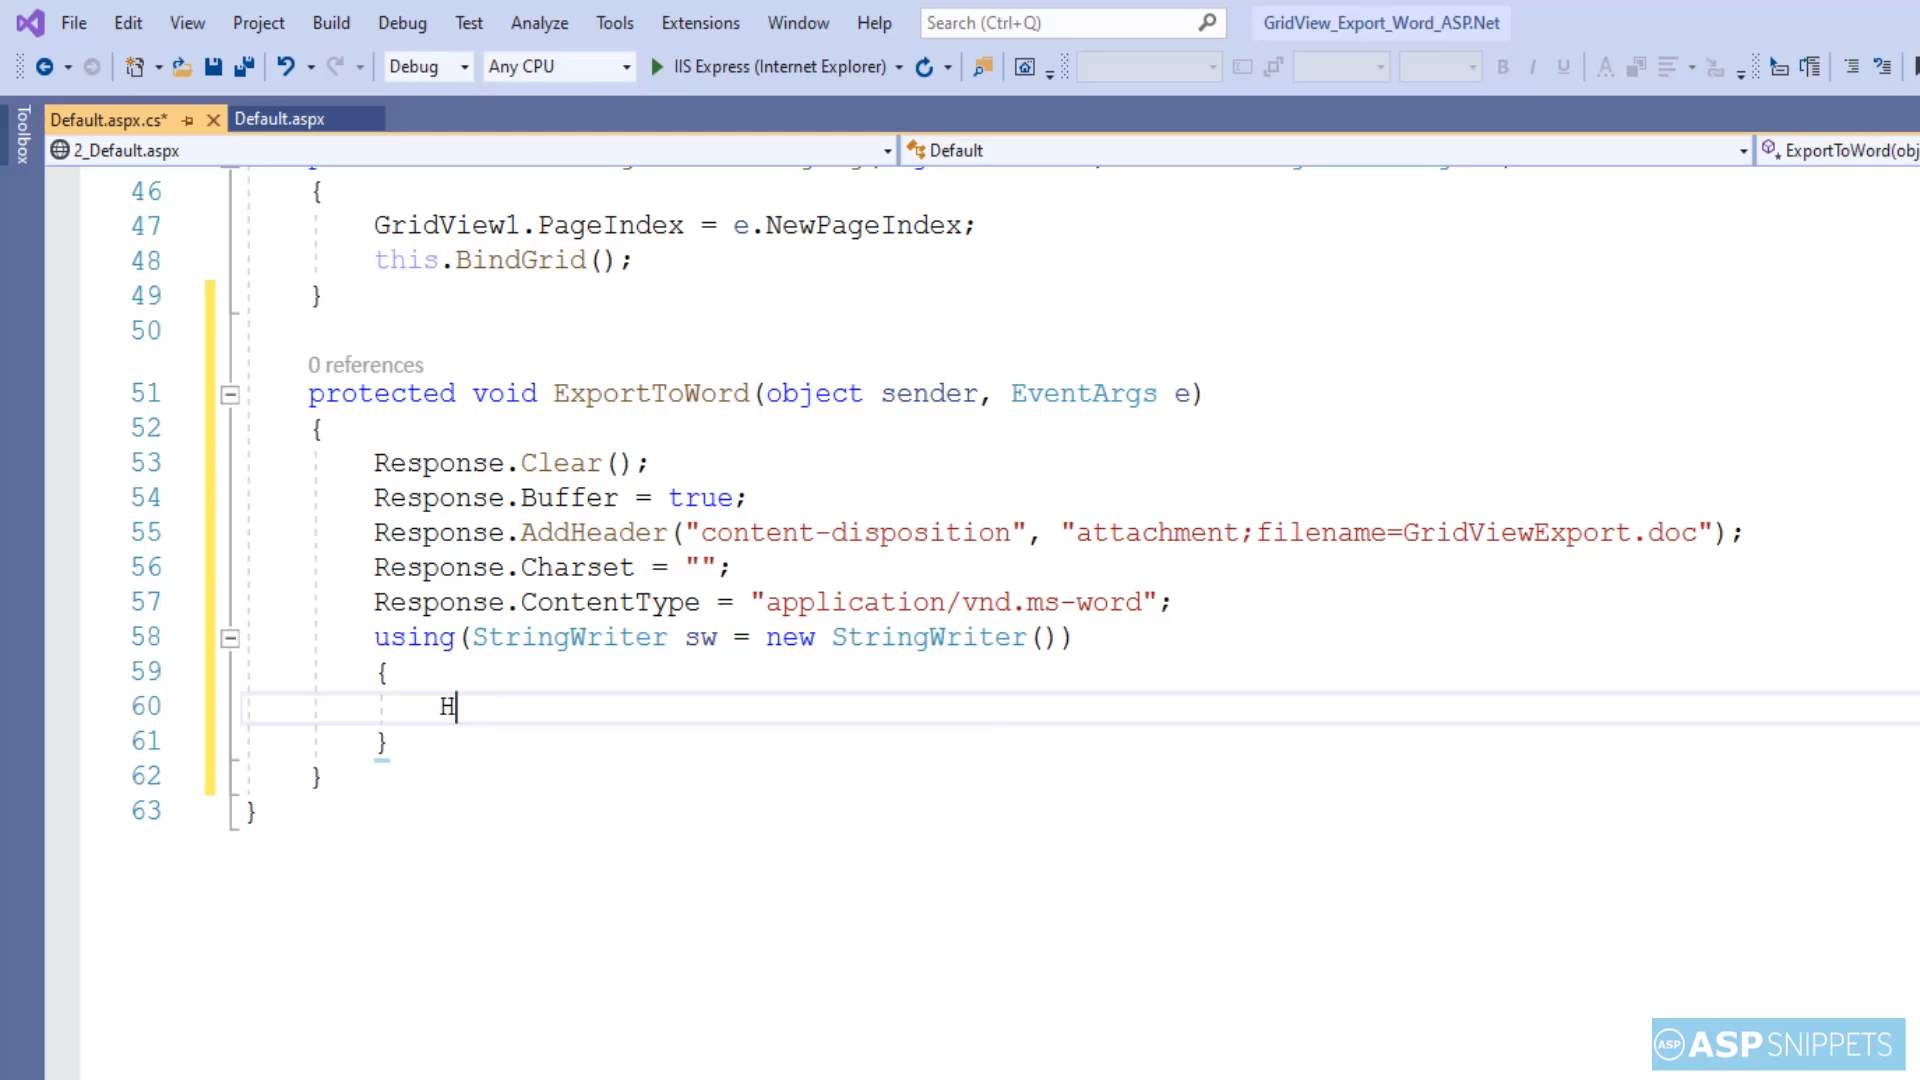 File Edit View Project Build Debug Test Analyze Tools Extensions Window Help Search (Ctrl+Q) GridView_Export_Word_ASP.Net
Debug Any CPU IIS Express (Internet Explorer)
Toolbox
Default.aspx.cs* Default.aspx
2_Default.aspx Default ExportToWord(obj
46 {
47 GridView1.PageIndex = e.NewPageIndex;
48 this.BindGrid();
49 }
50
0 references
51 protected void ExportToWord(object sender, EventArgs e)
52 {
53 Response.Clear();
54 Response.Buffer = true;
55 Response.AddHeader("content-disposition", "attachment;filename=GridViewExport.doc");
56 Response.Charset = "";
57 Response.ContentType = "application/vnd.ms-word";
58 using(StringWriter sw = new StringWriter())
59 {
60 H
61 }
62 }
63 }
ASP ASPSNIPPETS